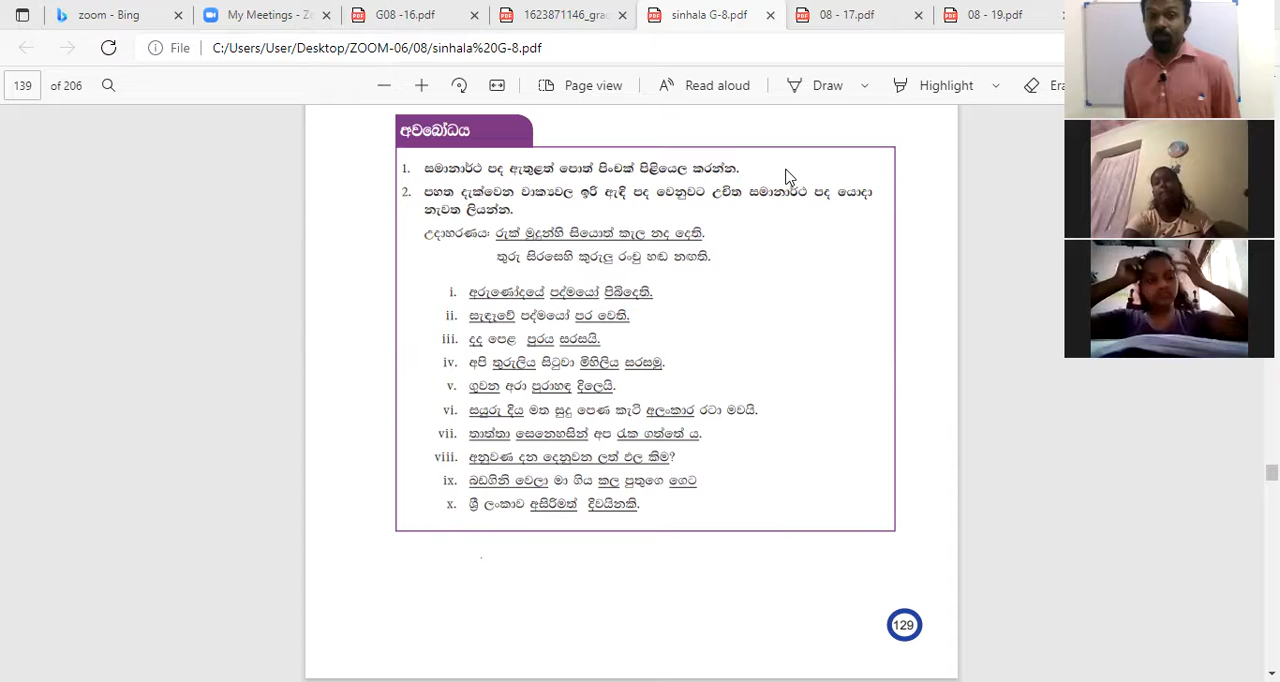 zoom - Bing
My Meetings - Z
G08 -16.pdf
1623871146_gra
sinhala G-8.pdf
08 - 17.pdf
08 - 19.pdf
File C:/Users/User/Desktop/ZOOM-06/08/sinhala%20G-8.pdf
139 of 206 Page view Read aloud Draw Highlight Era
අවබෝධය
1. සමානාර්ථ පද ඇතුළත් පොත් පිංචක් පිළියෙල කරන්න.
2. පහත දැක්වෙන වාක්‍යවල ඉරි ඇඳි පද වෙනුවට උචිත සමානාර්ථ පද යොදා
නැවත ලියන්න.
උදාහරණය: රුක් මුදුන්හි සියොත් කැල නද දෙති.
තුරු සිරසෙහි කුරුලු රංචු හඬ නඟති.
i. අරුණෝදයේ පද්මයෝ පිබිදෙති.
ii. සැඳෑවේ පද්මයෝ පර වෙති.
iii. දද පෙළ පුරය සරසයි.
iv. අපි තුරුලිය සිටුවා මිහිලිය සරසමු.
v. ගුවන අරා පුරාහඳ දිලෙයි.
vi. සයුරු දිය මත සුදු පෙණ කැටි අලංකාර රටා මවයි.
vii. තාත්තා සෙනෙහසින් අප රැක ගත්තේ ය.
viii. අනුවණ දන දෙනුවන ලත් ඵල කිම?
ix. බඩගිනි වෙලා මා ගිය කල පුතුගෙ ගෙට
x. ශ්‍රී ලංකාව අසිරිමත් දිවයිනකි.
129